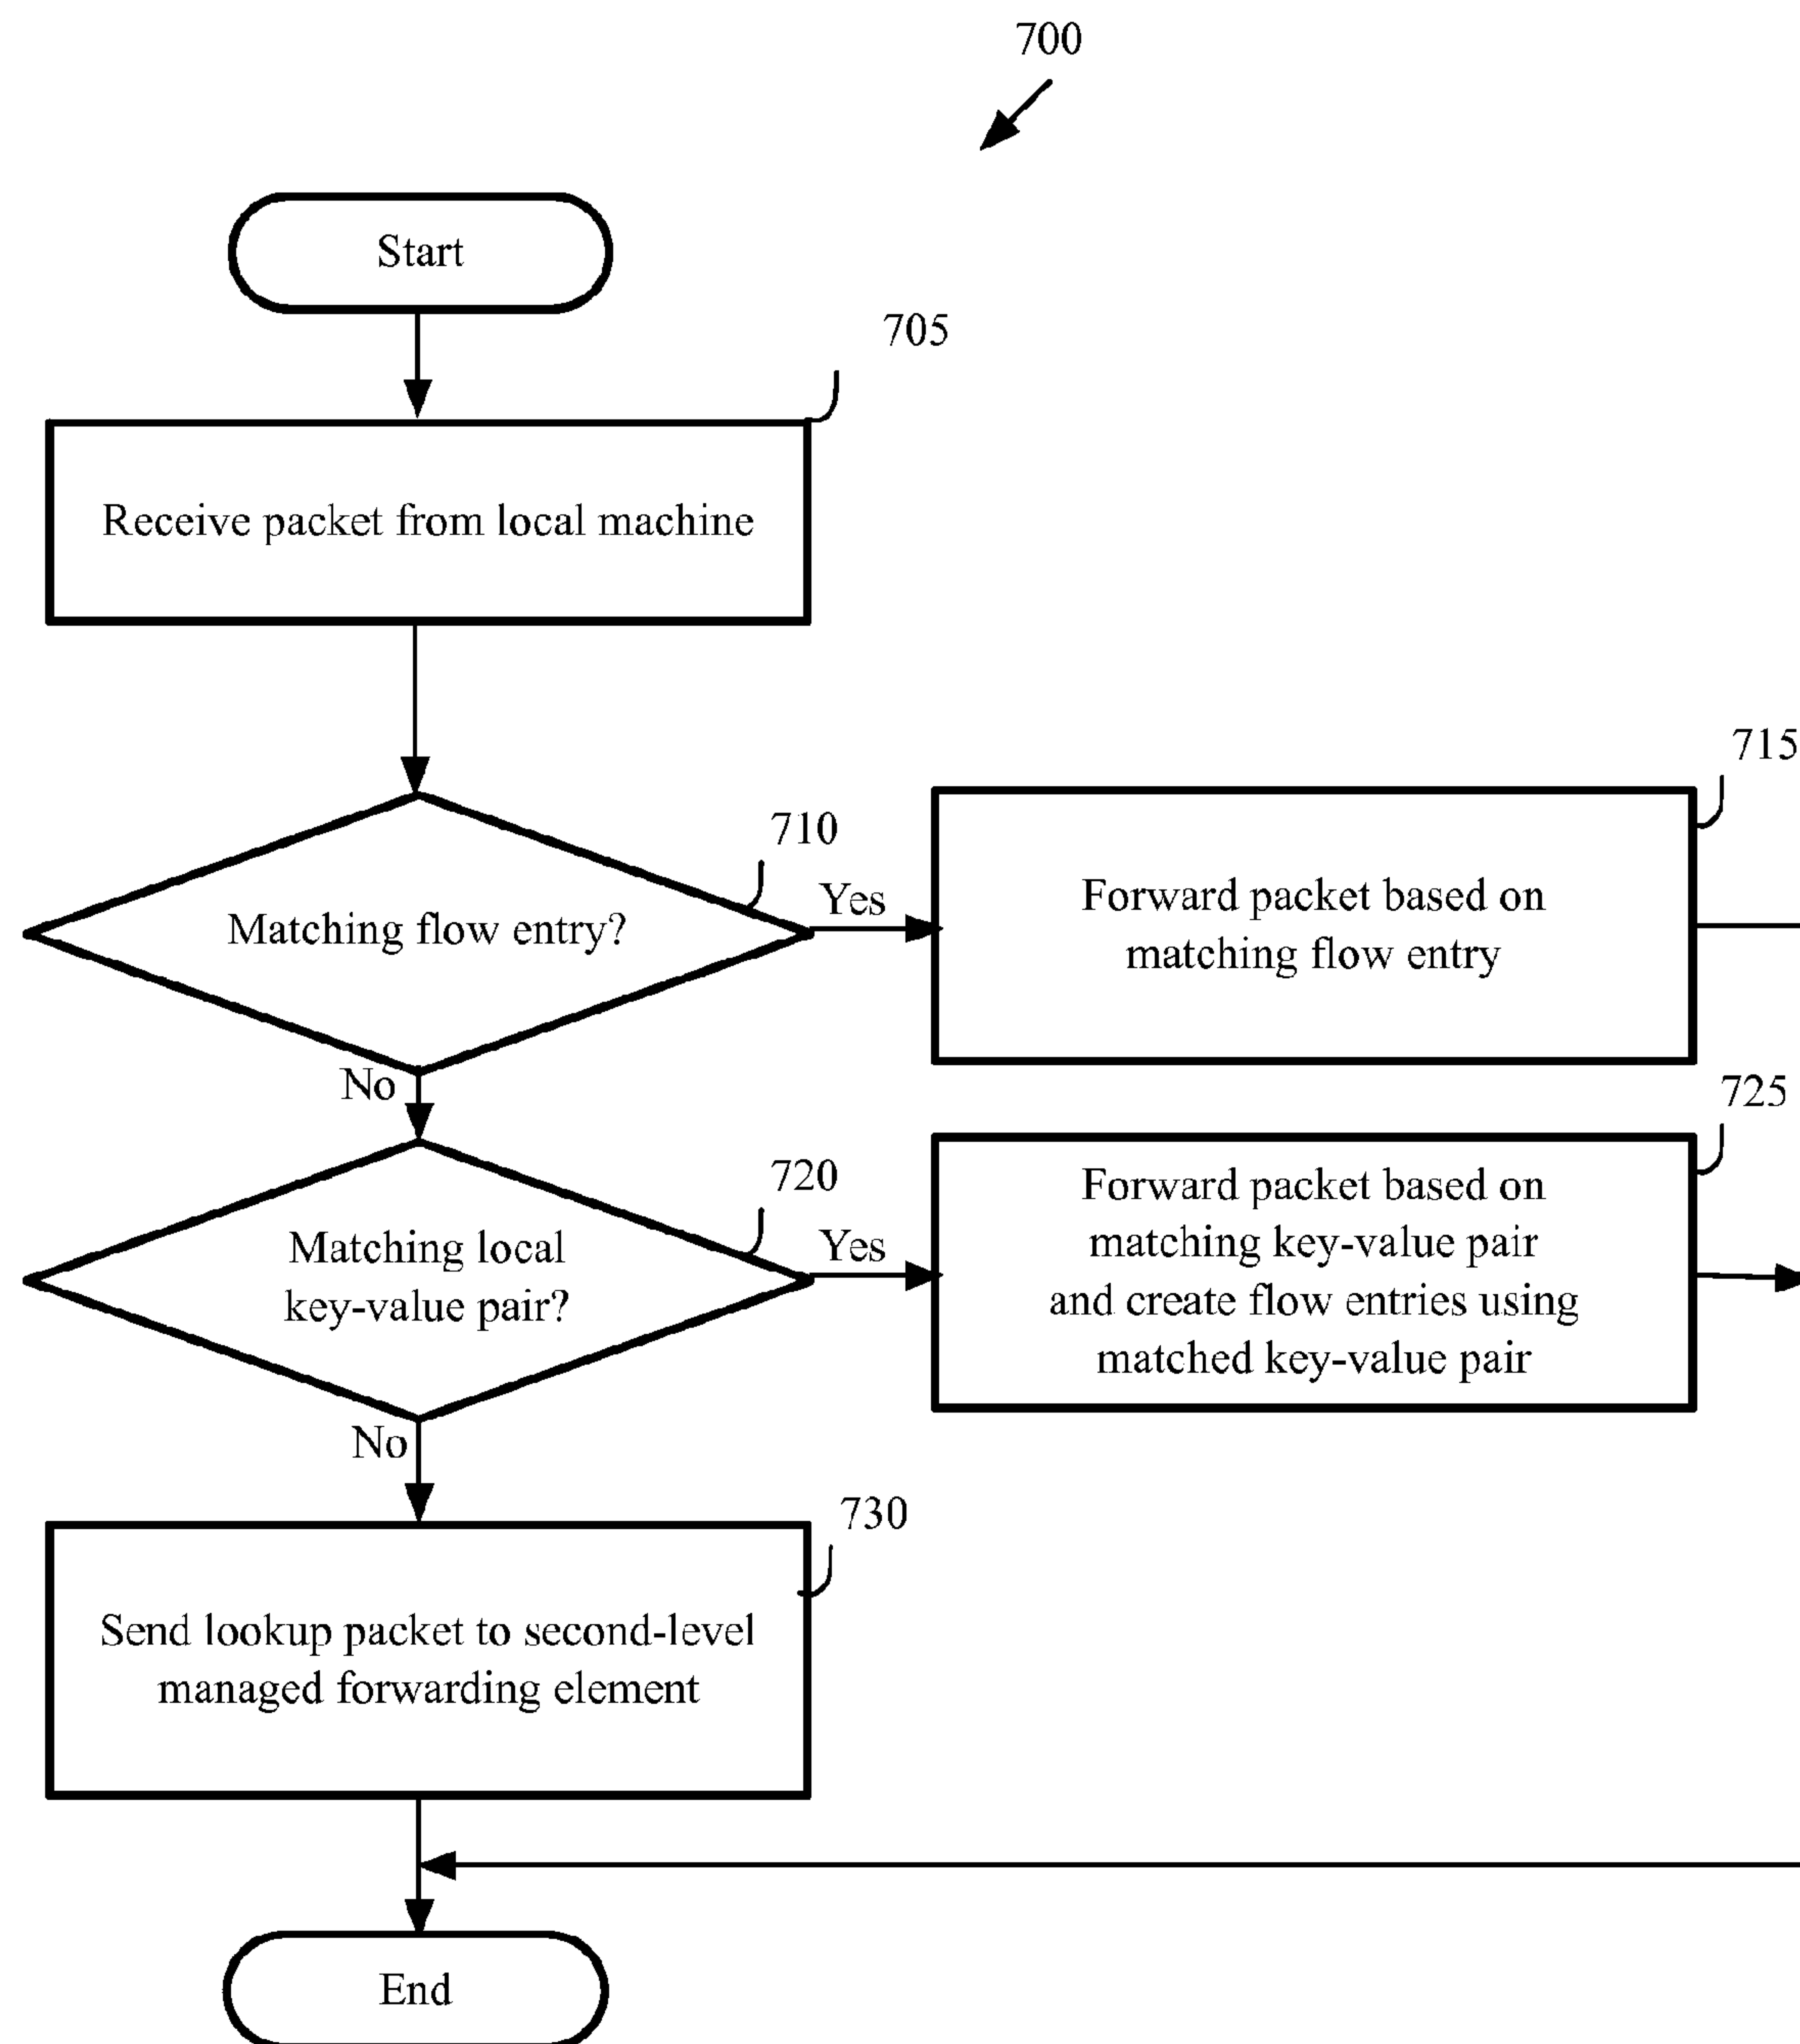 700
Start
705
Receive packet from local machine
710
Matching flow entry?
Yes
715
Forward packet based on
matching flow entry
No
720
Matching local
key-value pair?
Yes
725
Forward packet based on
matching key-value pair
and create flow entries using
matched key-value pair
No
730
Send lookup packet to second-level
managed forwarding element
End